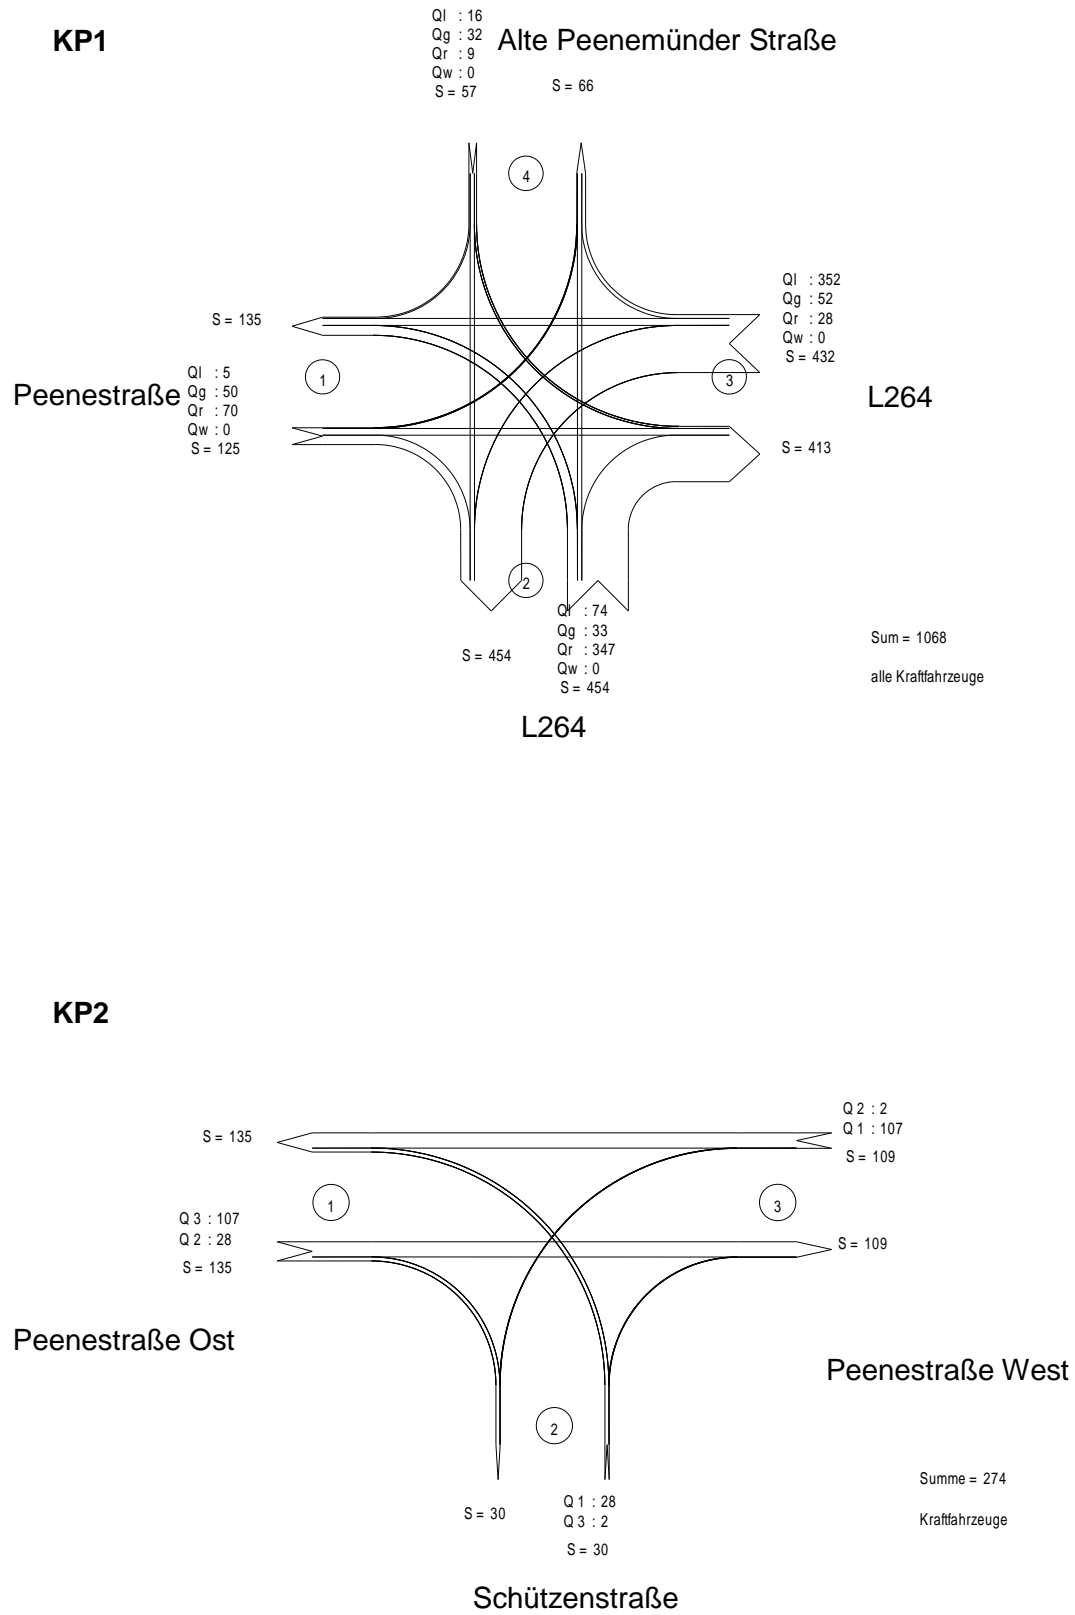 KP1
Ql : 16
Qg : 32
Qr : 9
Qw : 0
S = 57
Alte Peenemünder Straße
S = 66
4
Ql : 352
Qg : 52
Qr : 28
Qw : 0
S = 432
S = 135
1
3
Peenestraße
Ql : 5
Qg : 50
Qr : 70
Qw : 0
S = 125
L264
S = 413
2
Ql : 74
Qg : 33
Qr : 347
Qw : 0
S = 454
S = 454
L264
Sum = 1068
alle Kraftfahrzeuge
KP2
Q 2 : 2
Q 1 : 107
S = 109
S = 135
1
3
Q 3 : 107
Q 2 : 28
S = 135
S = 109
Peenestraße Ost
Peenestraße West
2
S = 30
Q 1 : 28
Q 3 : 2
S = 30
Summe = 274
Kraftfahrzeuge
Schützenstraße